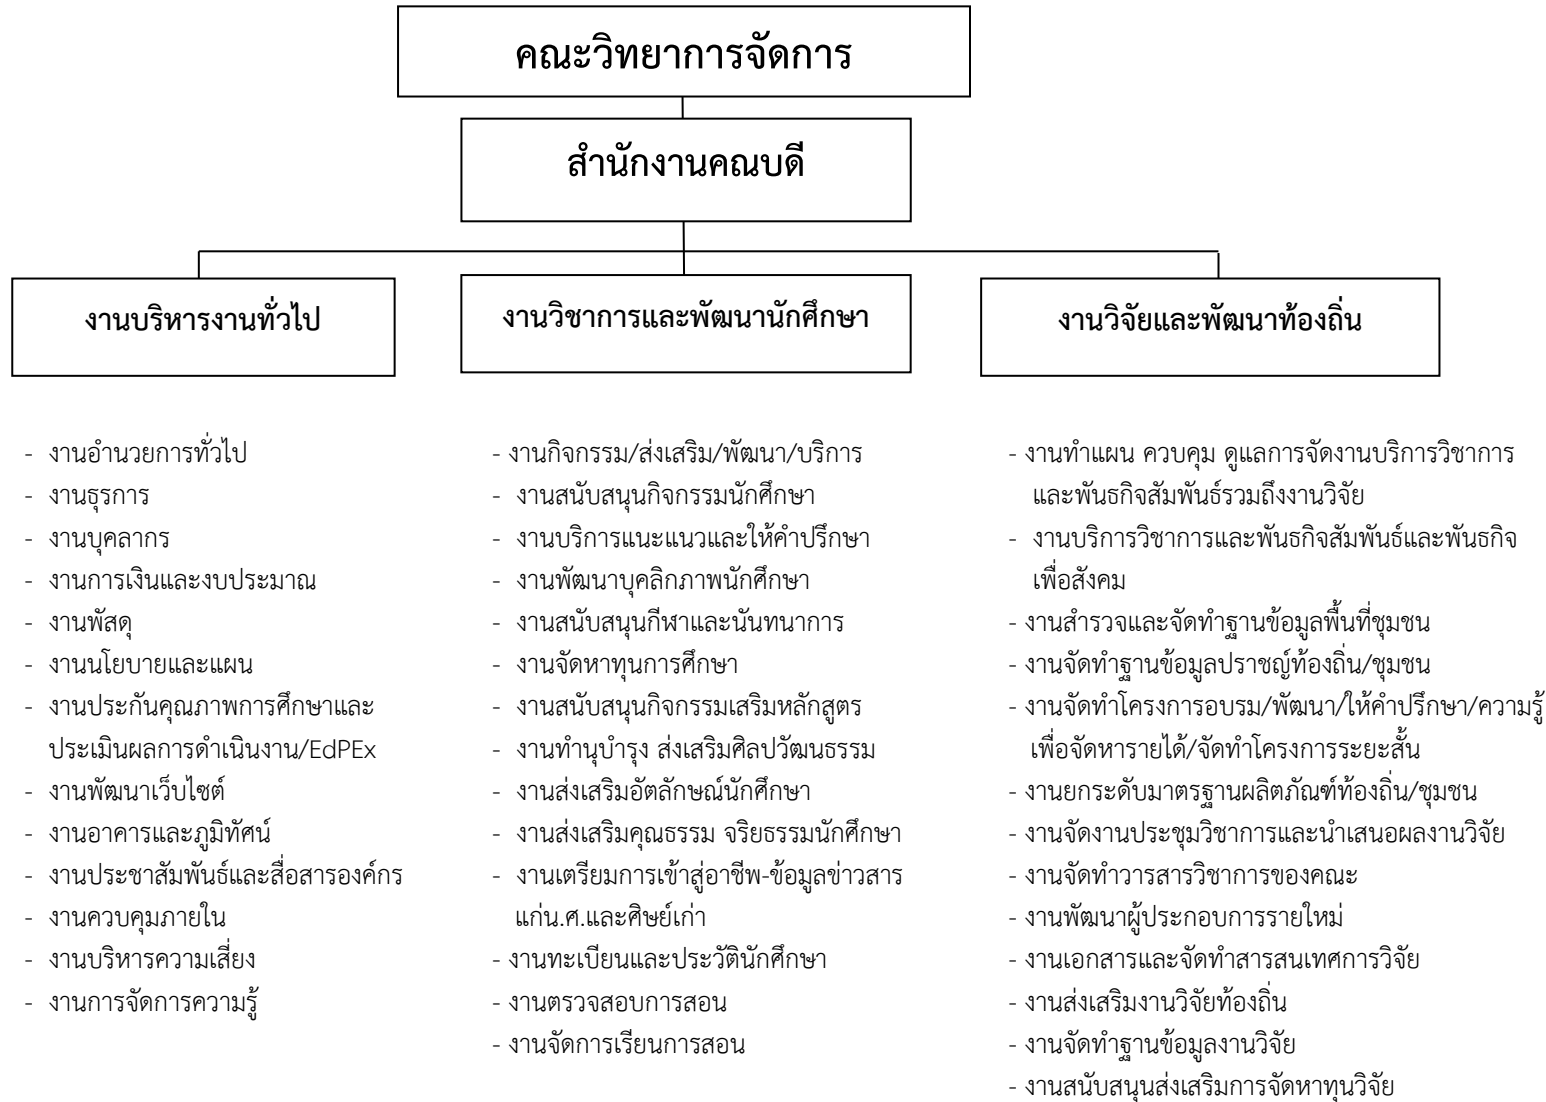 คณะวิทยาการจัดการ
สำนักงานคณบดี
งานบริหารงานทั่วไป
งานวิชาการและพัฒนานักศึกษา
งานวิจัยและพัฒนาท้องถิ่น
- งานอำนวยการทั่วไป
- งานธุรการ
- งานบุคลากร
- งานการเงินและงบประมาณ
- งานพัสดุ
- งานนโยบายและแผน
- งานประกันคุณภาพการศึกษาและ
ประเมินผลการดำเนินงาน/EdPEx
- งานพัฒนาเว็บไซต์
- งานอาคารและภูมิทัศน์
- งานประชาสัมพันธ์และสื่อสารองค์กร
- งานควบคุมภายใน
- งานบริหารความเสี่ยง
- งานการจัดการความรู้
- งานกิจกรรม/ส่งเสริม/พัฒนา/บริการ
- งานสนับสนุนกิจกรรมนักศึกษา
- งานบริการแนะแนวและให้คำปรึกษา
- งานพัฒนาบุคลิกภาพนักศึกษา
- งานสนับสนุนกีฬาและนันทนาการ
- งานจัดหาทุนการศึกษา
- งานสนับสนุนกิจกรรมเสริมหลักสูตร
- งานทำนุบำรุง ส่งเสริมศิลปวัฒนธรรม
- งานส่งเสริมอัตลักษณ์นักศึกษา
- งานส่งเสริมคุณธรรม จริยธรรมนักศึกษา
- งานเตรียมการเข้าสู่อาชีพ-ข้อมูลข่าวสาร
แก่น.ศ.และศิษย์เก่า
- งานทะเบียนและประวัตินักศึกษา
- งานตรวจสอบการสอน
- งานจัดการเรียนการสอน
- งานทำแผน ควบคุม ดูแลการจัดงานบริการวิชาการ
และพันธกิจสัมพันธ์รวมถึงงานวิจัย
- งานบริการวิชาการและพันธกิจสัมพันธ์และพันธกิจ
เพื่อสังคม
- งานสำรวจและจัดทำฐานข้อมูลพื้นที่ชุมชน
- งานจัดทำฐานข้อมูลปราชญ์ท้องถิ่น/ชุมชน
- งานจัดทำโครงการอบรม/พัฒนา/ให้คำปรึกษา/ความรู้
เพื่อจัดหารายได้/จัดทำโครงการระยะสั้น
- งานยกระดับมาตรฐานผลิตภัณฑ์ท้องถิ่น/ชุมชน
- งานจัดงานประชุมวิชาการและนำเสนอผลงานวิจัย
- งานจัดทำวารสารวิชาการของคณะ
- งานพัฒนาผู้ประกอบการรายใหม่
- งานเอกสารและจัดทำสารสนเทศการวิจัย
- งานส่งเสริมงานวิจัยท้องถิ่น
- งานจัดทำฐานข้อมูลงานวิจัย
- งานสนับสนุนส่งเสริมการจัดหาทุนวิจัย